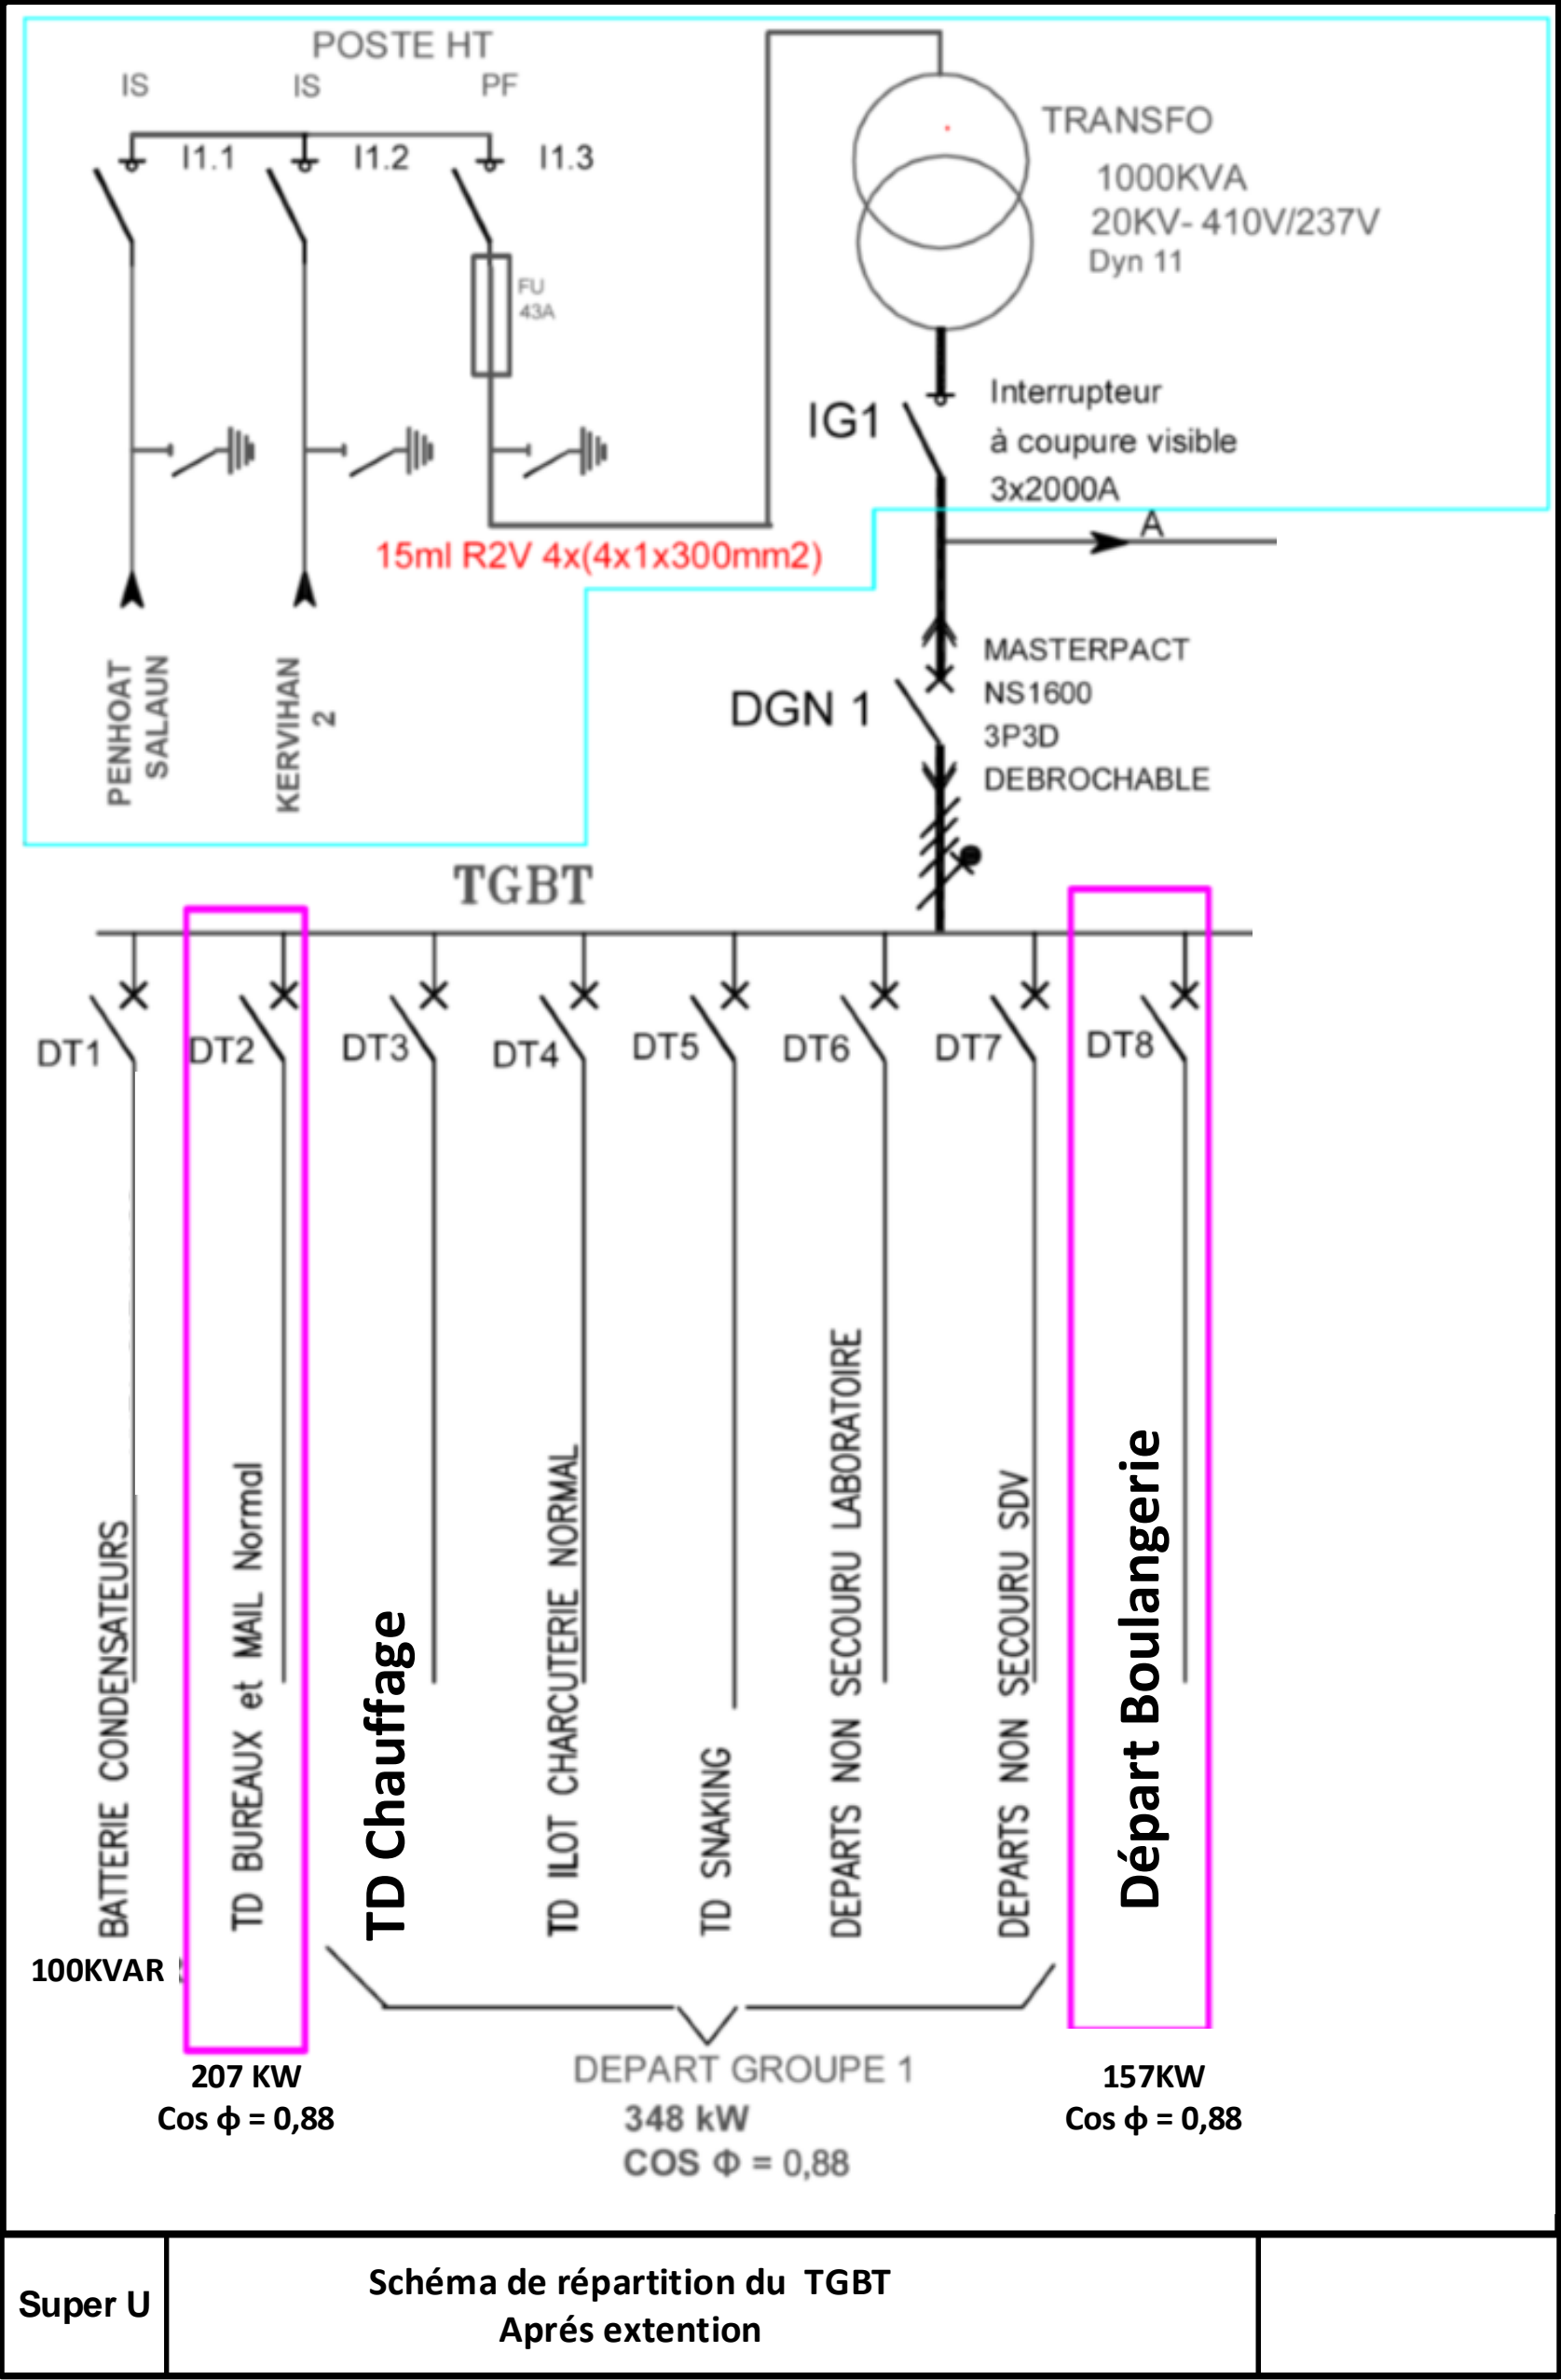 POSTE HT
IS
IS
PF
I1.1
I1.2
I1.3
FU
43A
TRANSFO
1000KVA
20KV- 410V/237V
Dyn 11
IG1
Interrupteur
à coupure visible
3x2000A
A
15ml R2V 4x(4x1x300mm2)
PENHOAT
SALAUN
KERVIHAN
2
DGN 1
MASTERPACT
NS1600
3P3D
DEBROCHABLE
TGBT
DT1
DT2
DT3
DT4
DT5
DT6
DT7
DT8
BATTERIE CONDENSATEURS
TD BUREAUX et MAIL Normal
TD Chauffage
TD ILOT CHARCUTERIE NORMAL
TD SNAKING
DEPARTS NON SECOURU LABORATOIRE
DEPARTS NON SECOURU SDV
Départ Boulangerie
100KVAR
207 KW
Cos ϕ = 0,88
DEPART GROUPE 1
348 kW
COS Φ = 0,88
157KW
Cos ϕ = 0,88
Super U
Schéma de répartition du TGBT
Aprés extention